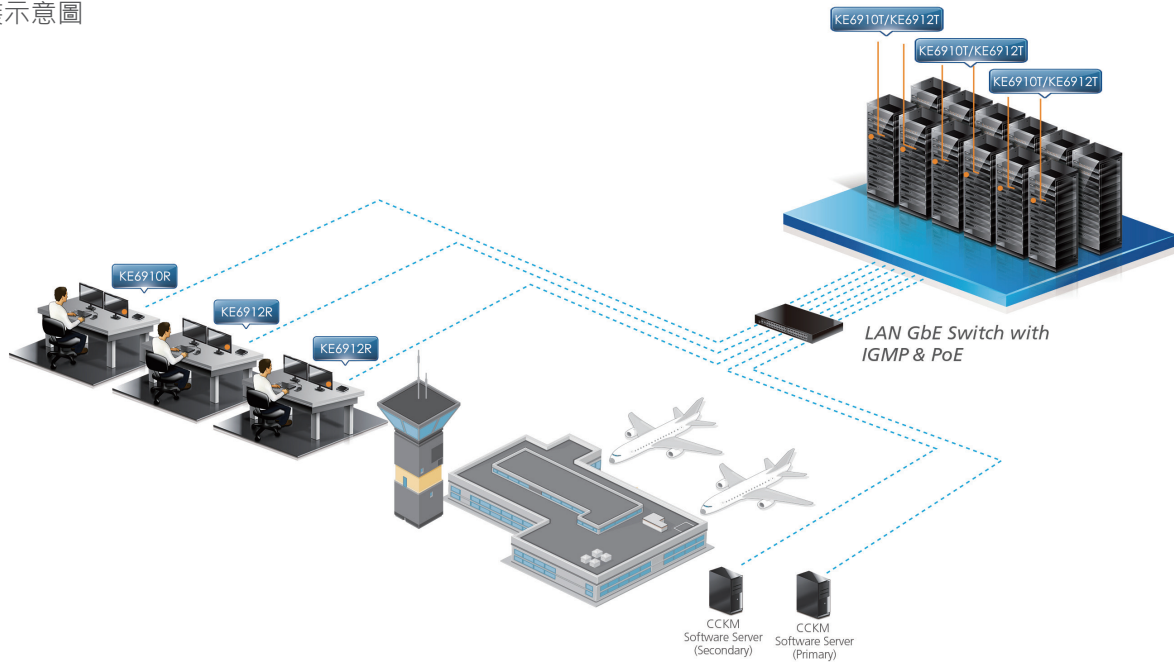 示意圖
KE6910T/KE6912T
KE6910T/KE6912T
KE6910T/KE6912T
KE6910R
KE6912R
KE6912R
LAN GbE Switch with
IGMP & PoE
CCKM
Software Server
(Secondary)
CCKM
Software Server
(Primary)